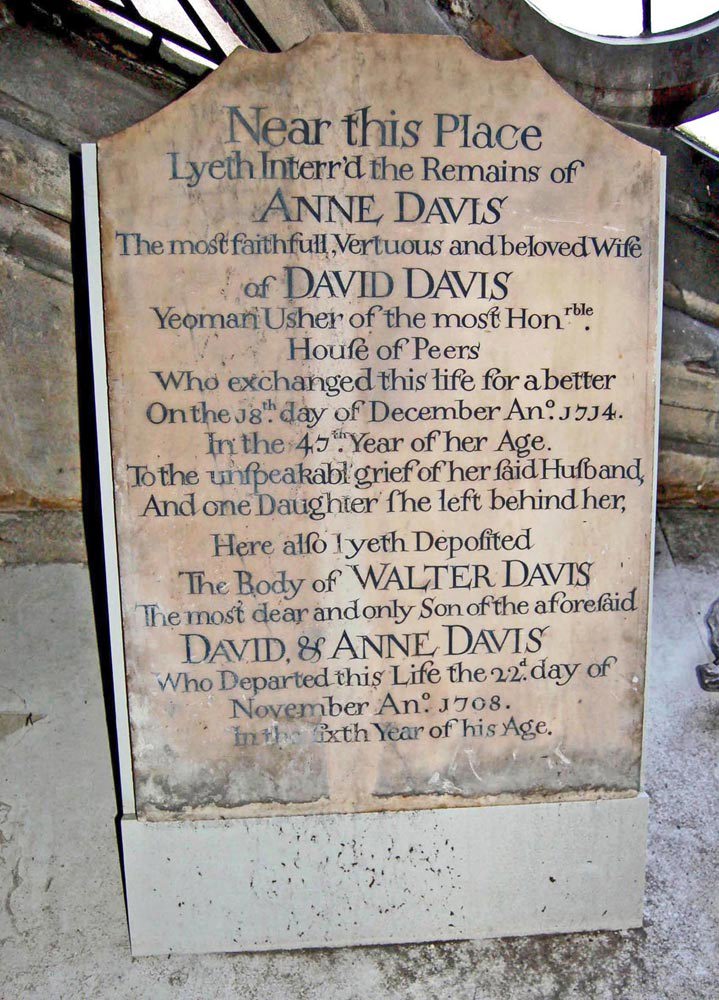 Near this Place
Lyeth Interr'd the Remains of
ANNE DAVIS
The most faithfull, Vertuous and beloved Wife
of DAVID DAVIS
Yeoman Usher of the most Hon.rble
Houſe of Peers
Who exchanged this life for a better
On the 18th. day of December Ano. 1714.
In the 47th. Year of her Age.
To the unſpeakabl grief of her ſaid Huſband,
And one Daughter ſhe left behind her,
Here alſo lyeth Depoſited
The Body of WALTER DAVIS
The most dear and only Son of the aforeſaid
DAVID, & ANNE DAVIS
Who Departed this Life the 22d. day of
November Ano. 1708.
In the ſixth Year of his Age.